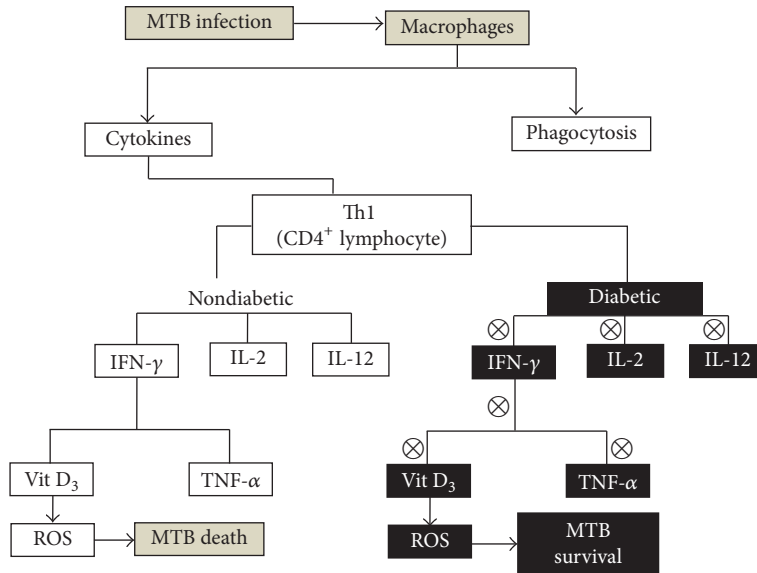 MTB infection
Macrophages
Cytokines
Phagocytosis
Th1
(CD4⁺ lymphocyte)
Nondiabetic
Diabetic
IFN-γ
IL-2
IL-12
IFN-γ
IL-2
IL-12
Vit D₃
TNF-α
Vit D₃
TNF-α
ROS
MTB death
ROS
MTB
survival